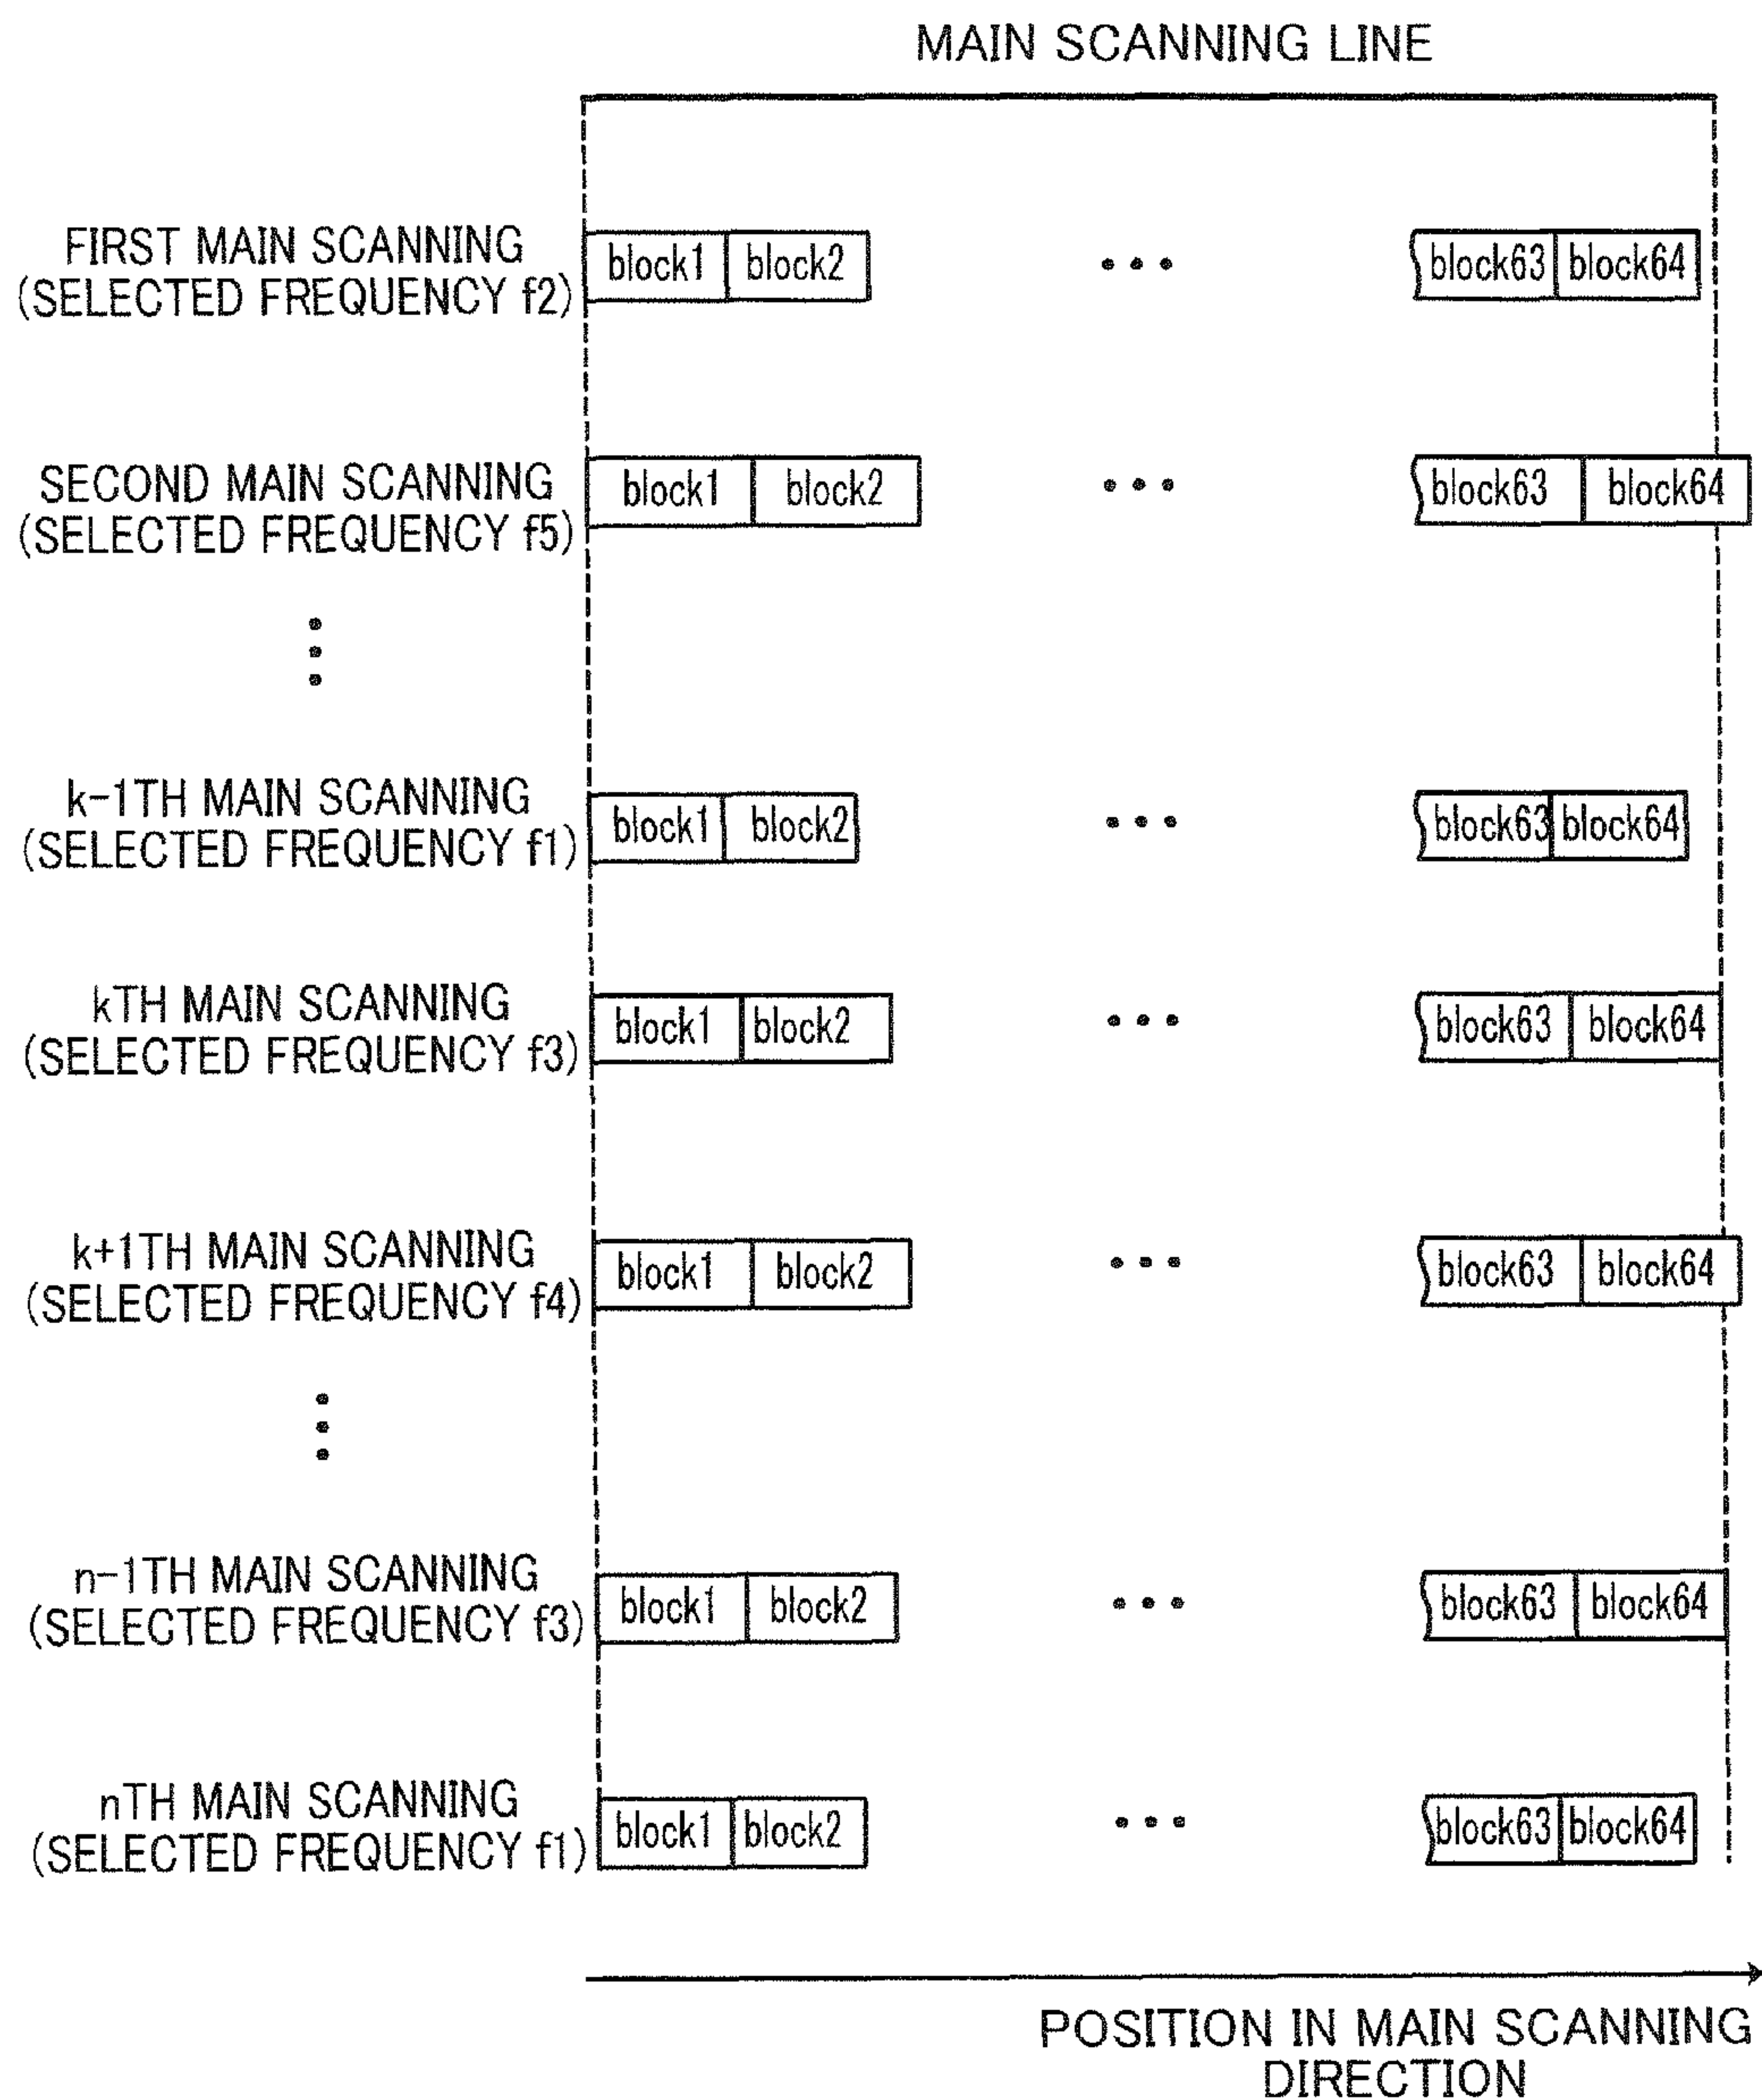 MAIN SCANNING LINE
FIRST MAIN SCANNING
(SELECTED FREQUENCY f2)
block1 block2 ••• block63 block64
SECOND MAIN SCANNING
(SELECTED FREQUENCY f5)
block1 block2 ••• block63 block64
k-1TH MAIN SCANNING
(SELECTED FREQUENCY f1)
block1 block2 ••• block63 block64
kTH MAIN SCANNING
(SELECTED FREQUENCY f3)
block1 block2 ••• block63 block64
k+1TH MAIN SCANNING
(SELECTED FREQUENCY f4)
block1 block2 ••• block63 block64
n-1TH MAIN SCANNING
(SELECTED FREQUENCY f3)
block1 block2 ••• block63 block64
nTH MAIN SCANNING
(SELECTED FREQUENCY f1)
block1 block2 ••• block63 block64
POSITION IN MAIN SCANNING
DIRECTION